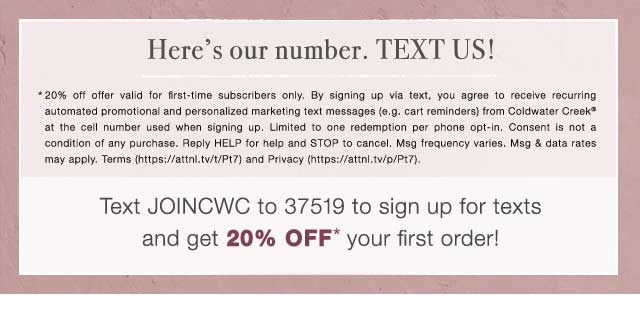 Here's our number. TEXT US!
*20% off offer valid for first-time subscribers only. By signing up via text, you agree to receive recurring
automated promotional and personalized marketing text messages (e.g. cart reminders) from Coldwater Creek®
at the cell number used when signing up. Limited to one redemption per phone opt-in. Consent is not a
condition of any purchase. Reply HELP for help and STOP to cancel. Msg frequency varies. Msg & data rates
may apply. Terms (https://attnl.tv/t/Pt7) and Privacy (https://attnl.tv/p/Pt7).
Text JOINCWC to 37519 to sign up for texts
and get 20% OFF* your first order!